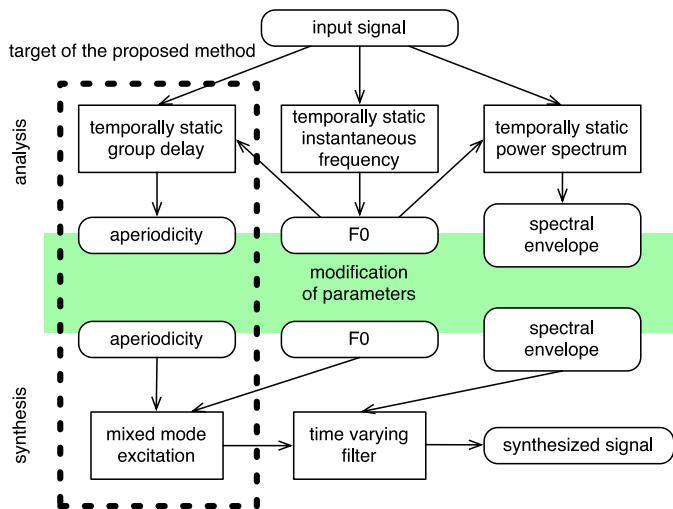 input signal
target of the proposed method
analysis
temporally static
group delay
temporally static
instantaneous
frequency
temporally static
power spectrum
aperiodicity
F0
spectral
envelope
modification
of parameters
aperiodicity
F0
spectral
envelope
synthesis
mixed mode
excitation
time varying
filter
synthesized signal